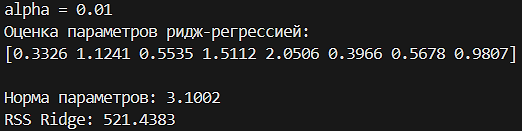 alpha = 0.01
Оценка параметров ридж-регрессией:
[0.3326 1.1241 0.5535 1.5112 2.0506 0.3966 0.5678 0.9807]
Норма параметров: 3.1002
RSS Ridge: 521.4383